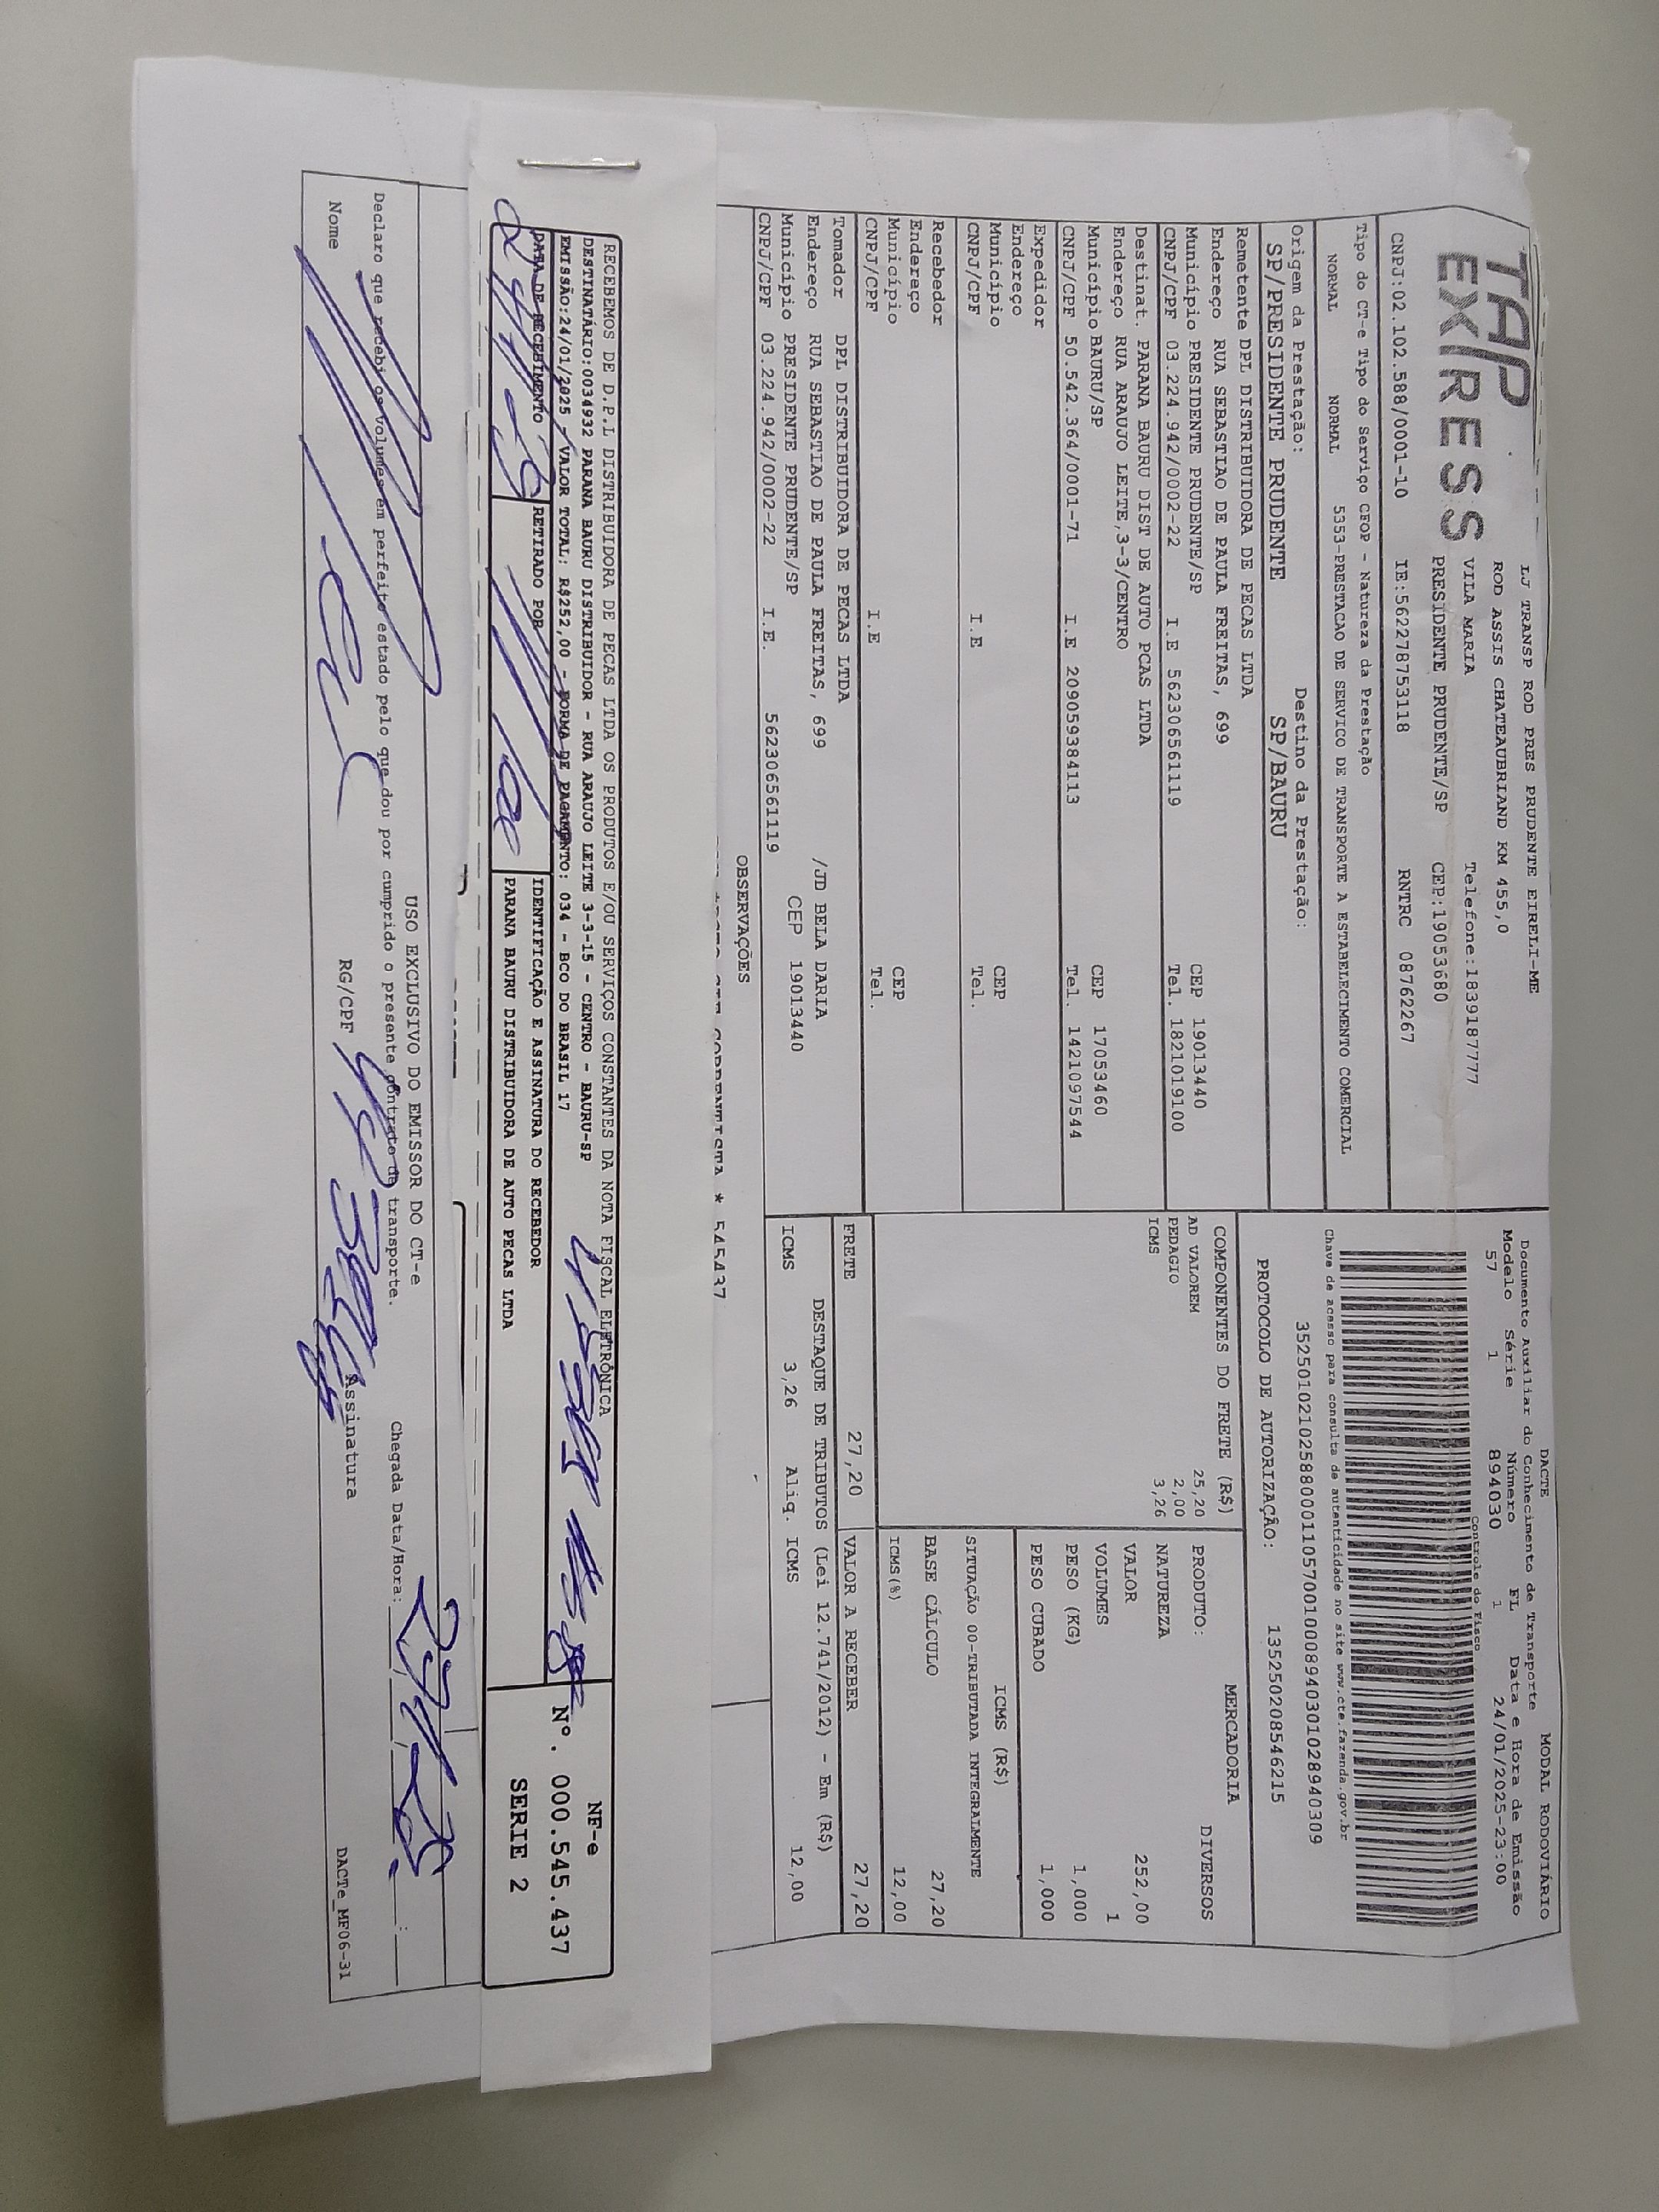 TAP
EXPRESS
LJ TRANSP ROD PRES PRUDENTE EIRELI-ME
ROD ASSIS CHATEAUBRIAND KM 455,0
VILA MARIA Telefone:1839187777
PRESIDENTE PRUDENTE/SP CEP:19053680
CNPJ:02.102.588/0001-10 IE:562278753118 RNTRC 08762267
Tipo do CT-e Tipo do Serviço CFOP - Natureza da Prestação
NORMAL NORMAL 5353-PRESTACAO DE SERVICO DE TRANSPORTE A ESTABELECIMENTO COMERCIAL
Origem da Prestação: Destino da Prestação:
SP/PRESIDENTE PRUDENTE SP/BAURU
Remetente DPL DISTRIBUIDORA DE PECAS LTDA
Endereço RUA SEBASTIAO DE PAULA FREITAS, 699
Município PRESIDENTE PRUDENTE/SP CEP 19013440
CNPJ/CPF 03.224.942/0002-22 I.E 562306561119 Tel. 1821019100
Destinat. PARANA BAURU DIST DE AUTO PCAS LTDA
Endereço RUA ARAUJO LEITE,3-3/CENTRO
Município BAURU/SP CEP 17053460
CNPJ/CPF 50.542.364/0001-71 I.E 209059384113 Tel. 1421097544
Expedidor
Endereço
Município CEP
CNPJ/CPF I.E Tel.
Recebedor
Endereço
Município CEP
CNPJ/CPF I.E Tel.
Tomador DPL DISTRIBUIDORA DE PECAS LTDA
Endereço RUA SEBASTIAO DE PAULA FREITAS, 699 /JD BELA DARIA
Município PRESIDENTE PRUDENTE/SP CEP 19013440
CNPJ/CPF 03.224.942/0002-22 I.E. 562306561119
OBSERVAÇÕES
* 545437
DACTE MODAL RODOVIÁRIO
Documento Auxiliar do Conhecimento de Transporte
Modelo Série Número FL Data e Hora de Emissão
57 1 894030 1 24/01/2025-23:00
Controle do Fisco
Chave de acesso para consulta de autenticidade no site www.cte.fazenda.gov.br
35250102102588000110570010008940301028940309
PROTOCOLO DE AUTORIZAÇÃO: 135250208546215
COMPONENTES DO FRETE (R$)
AD VALOREM 25,20
PEDAGIO 2,00
ICMS 3,26
MERCADORIA
PRODUTO: DIVERSOS
NATUREZA
VALOR 252,00
VOLUMES 1
PESO (KG) 1,000
PESO CUBADO 1,000
ICMS (R$)
SITUAÇÃO 00-TRIBUTADA INTEGRALMENTE
BASE CÁLCULO 27,20
ICMS(%) 12,00
FRETE 27,20 VALOR A RECEBER 27,20
DESTAQUE DE TRIBUTOS (Lei 12.741/2012) - Em (R$)
ICMS 3,26 Aliq. ICMS 12,00
RECEBEMOS DE D.P.L DISTRIBUIDORA DE PECAS LTDA OS PRODUTOS E/OU SERVIÇOS CONSTANTES DA NOTA FISCAL ELETRÔNICA
DESTINATÁRIO:0034932 PARANA BAURU DISTRIBUIDOR - RUA ARAUJO LEITE 3-3-15 - CENTRO - BAURU-SP
EMISSÃO:24/01/2025 - VALOR TOTAL: R$252,00 - FORMA DE PAGAMENTO: 034 - BCO DO BRASIL 17
DATA DE RECEBIMENTO RETIRADO POR IDENTIFICAÇÃO E ASSINATURA DO RECEBEDOR
PARANA BAURU DISTRIBUIDORA DE AUTO PECAS LTDA
NF-e
Nº. 000.545.437
SERIE 2
USO EXCLUSIVO DO EMISSOR DO CT-e
Declaro que recebi os volumes em perfeito estado pelo que dou por cumprido o presente contrato de transporte.
Chegada Data/Hora:
Nome RG/CPF Assinatura
DACTe_MF06-31